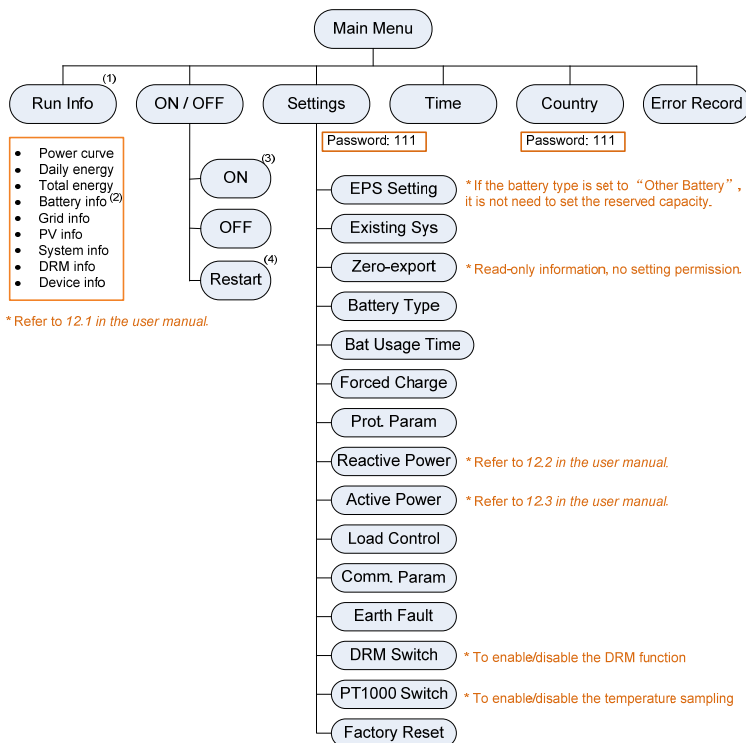 Main Menu
Run Info (1)
ON / OFF
Settings
Time
Country
Error Record
Password: 111
Password: 111
• Power curve
• Daily energy
• Total energy
• Battery info (2)
• Grid info
• PV info
• System info
• DRM info
• Device info
* Refer to 12.1 in the user manual.
ON (3)
OFF
Restart (4)
EPS Setting
* If the battery type is set to “Other Battery”,
it is not need to set the reserved capacity.
Existing Sys
Zero-export
* Read-only information, no setting permission.
Battery Type
Bat Usage Time
Forced Charge
Prot. Param
Reactive Power
* Refer to 12.2 in the user manual.
Active Power
* Refer to 12.3 in the user manual.
Load Control
Comm. Param
Earth Fault
DRM Switch
* To enable/disable the DRM function
PT1000 Switch
* To enable/disable the temperature sampling
Factory Reset